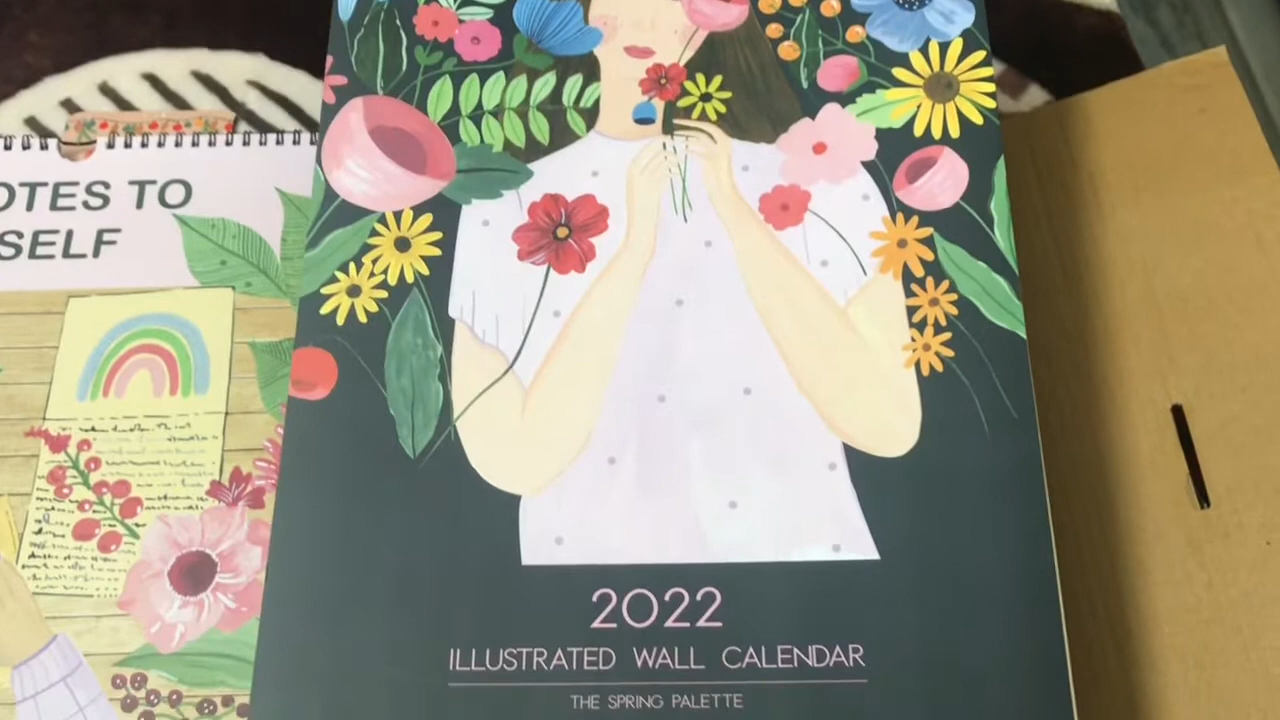 OTES TO
SELF
2022
ILLUSTRATED WALL CALENDAR
THE SPRING PALETTE